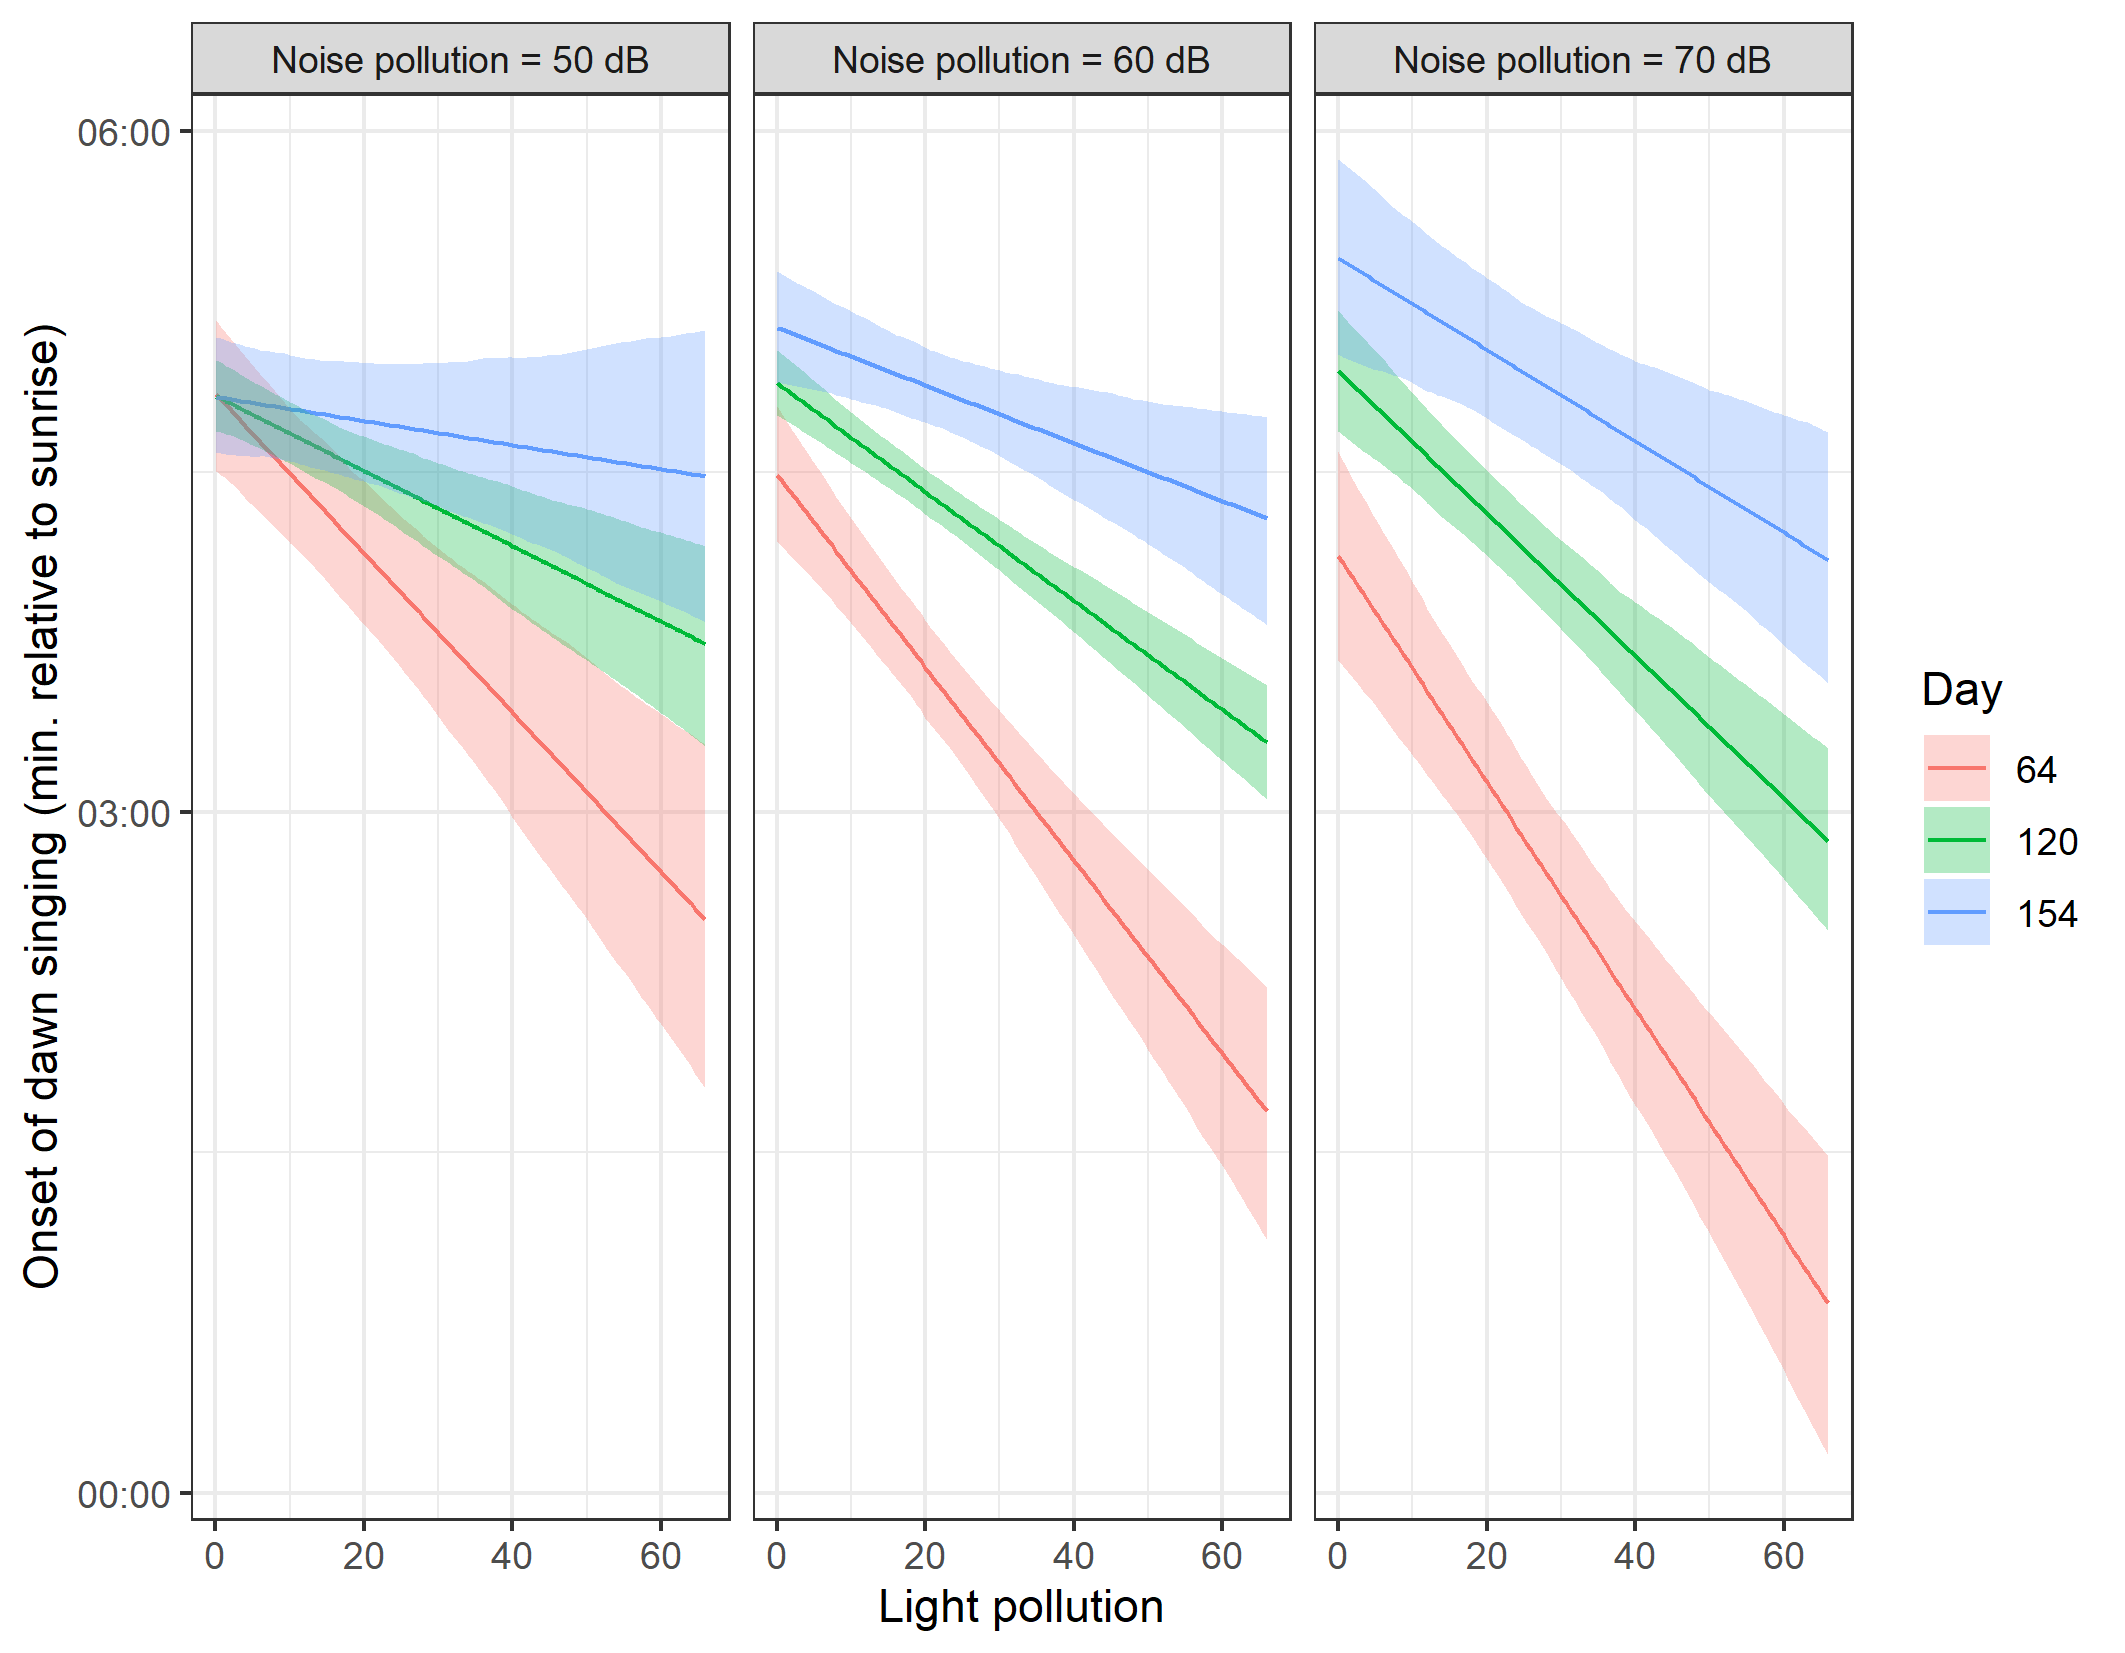 Noise pollution = 50 dB
Noise pollution = 60 dB
Noise pollution = 70 dB
Onset of dawn singing (min. relative to sunrise)
06:00
03:00
00:00
0 20 40 60
0 20 40 60
0 20 40 60
Light pollution
Day
64
120
154